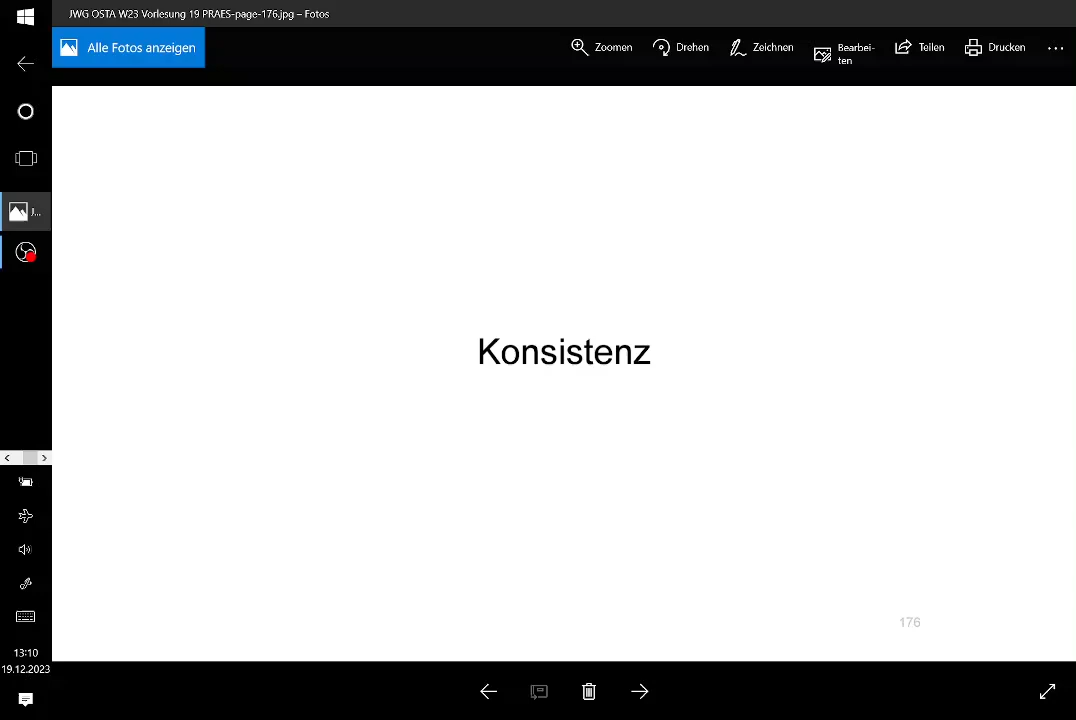 JWG OSTA W23 Vorlesung 19 PRAES-page-176.jpg – Fotos
Alle Fotos anzeigen
Zoomen
Drehen
Zeichnen
Bearbei-
ten
Teilen
Drucken
J...
Konsistenz
176
13:10
19.12.2023